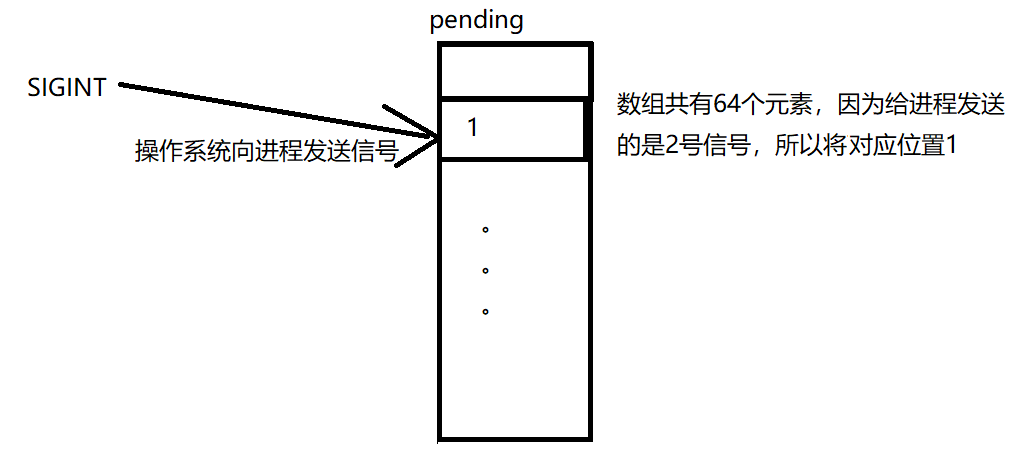 pending
SIGINT
操作系统向进程发送信号
1
数组共有64个元素，因为给进程发送
的是2号信号，所以将对应位置1
。
。
。